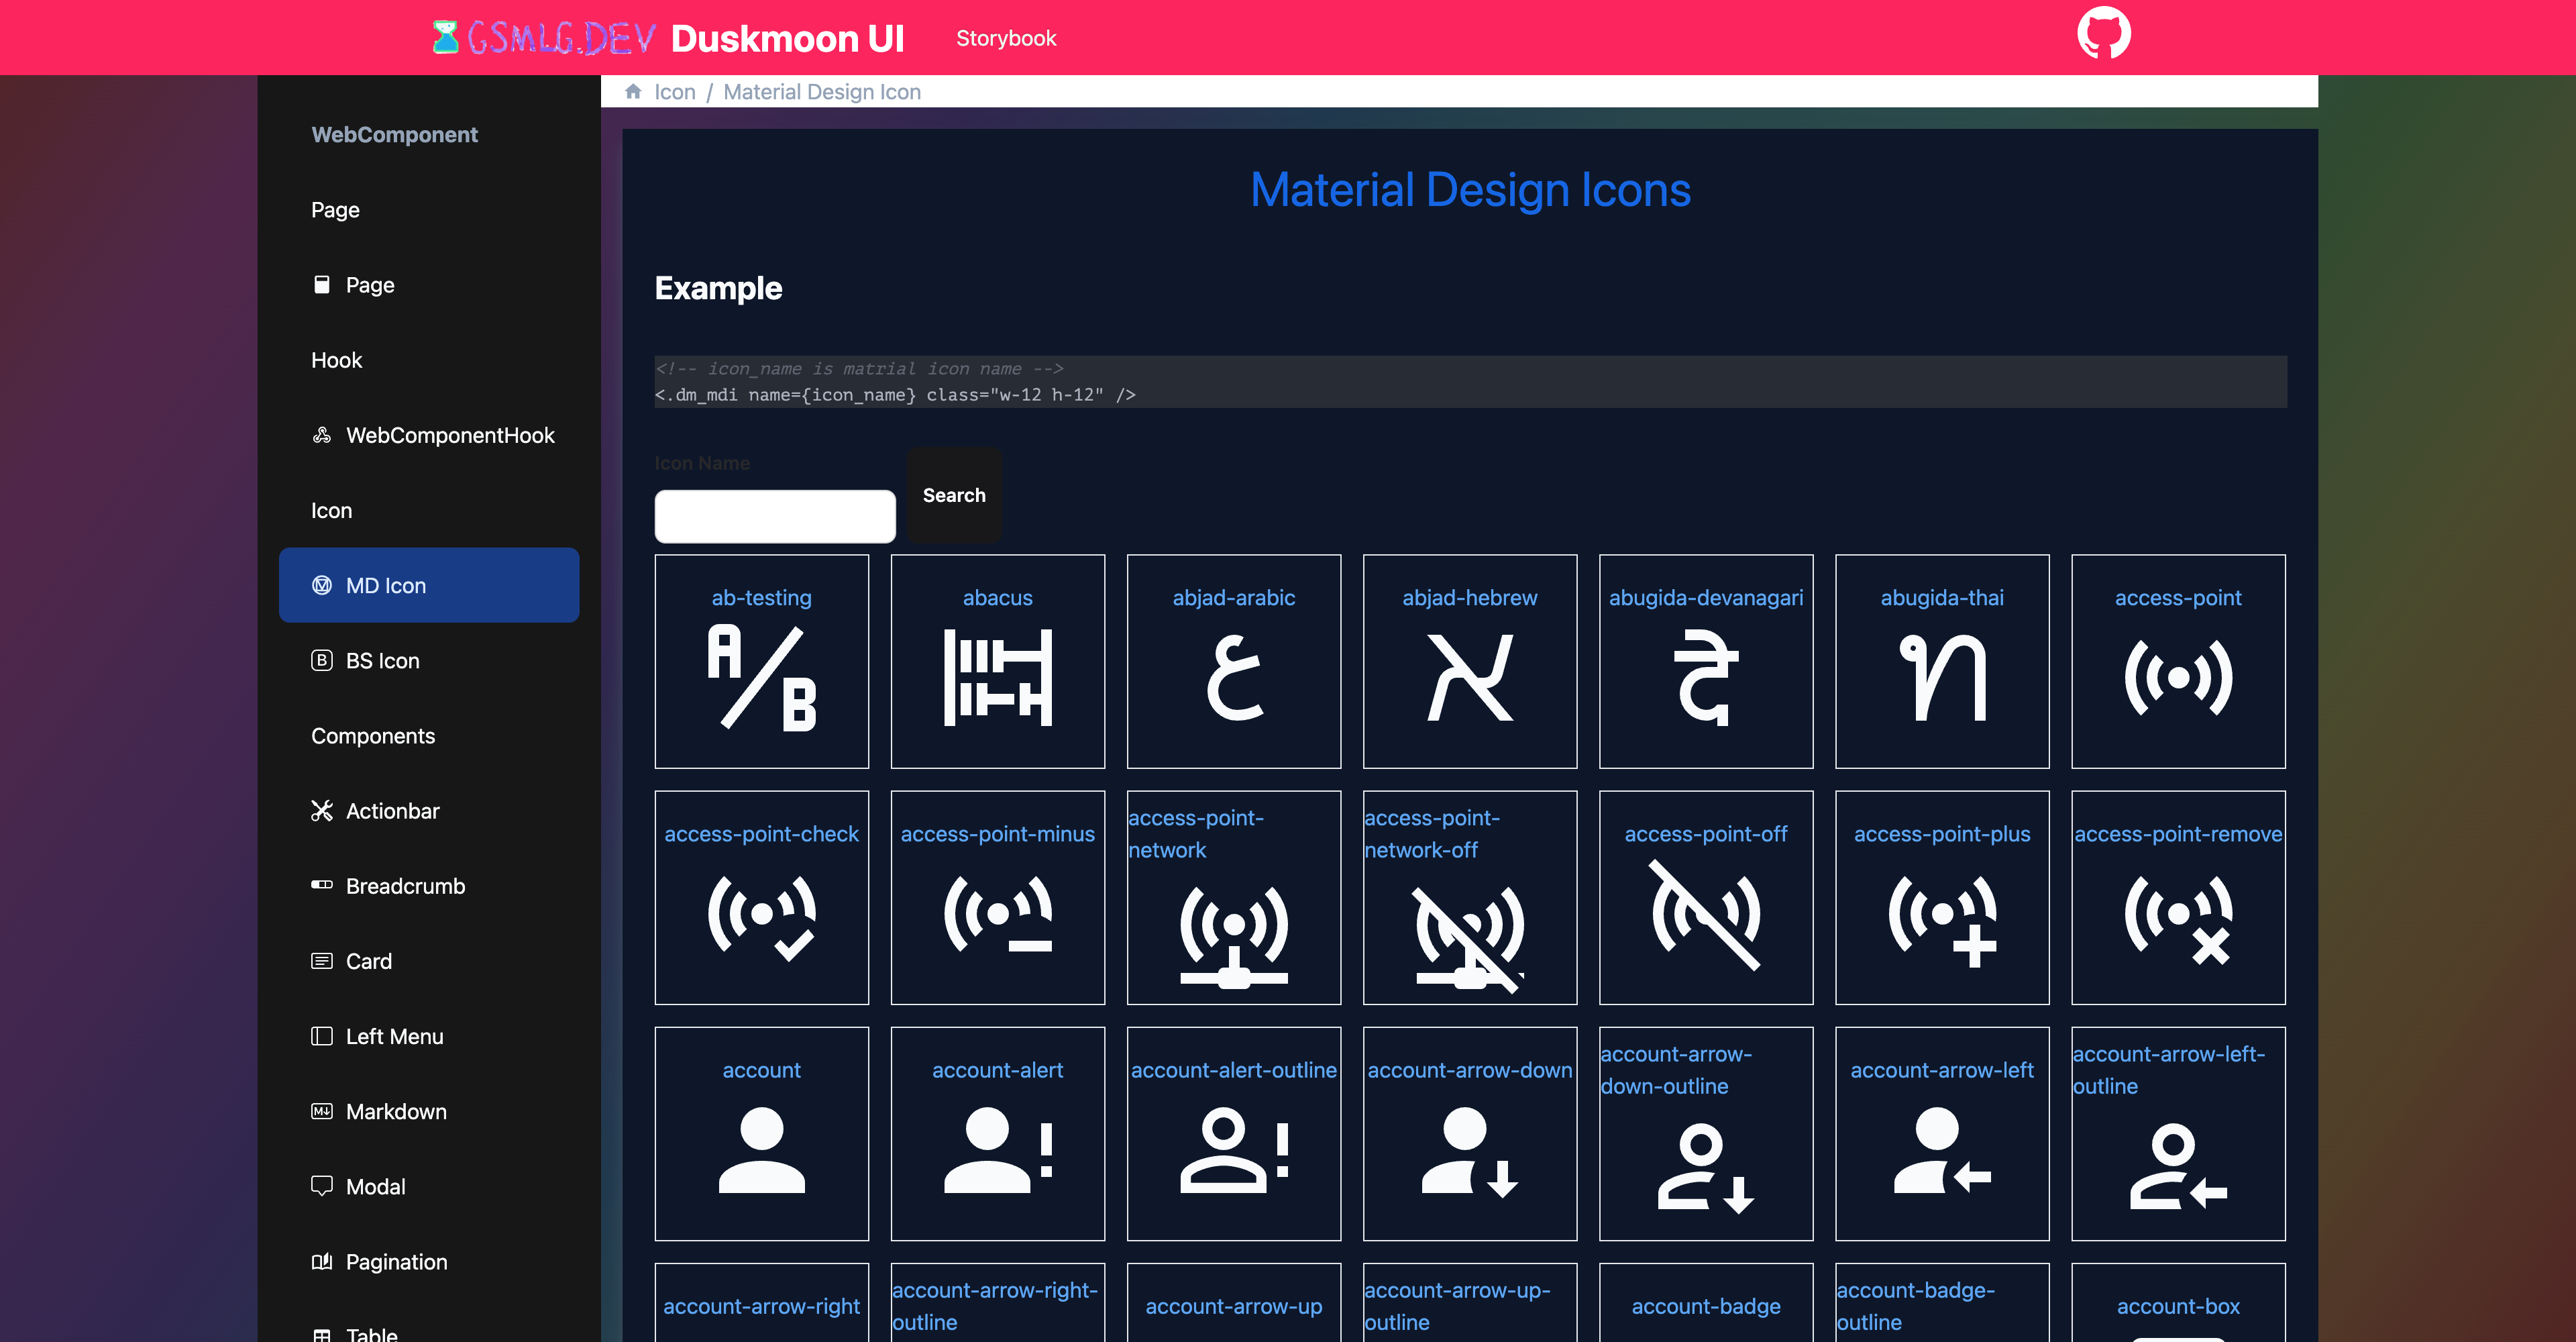 GSMLG.DEV Duskmoon UI Storybook
WebComponent
Page
Page
Hook
WebComponentHook
Icon
MD Icon
BS Icon
Components
Actionbar
Breadcrumb
Card
Left Menu
Markdown
Modal
Pagination
Table
Icon / Material Design Icon
Material Design Icons
Example
<!-- icon_name is matrial icon name -->
<.dm_mdi name={icon_name} class="w-12 h-12" />
Icon Name
Search
ab-testing
abacus
abjad-arabic
abjad-hebrew
abugida-devanagari
abugida-thai
access-point
access-point-check
access-point-minus
access-point-
network
access-point-
network-off
access-point-off
access-point-plus
access-point-remove
account
account-alert
account-alert-outline
account-arrow-down
account-arrow-
down-outline
account-arrow-left
account-arrow-left-
outline
account-arrow-right
account-arrow-right-
outline
account-arrow-up
account-arrow-up-
outline
account-badge
account-badge-
outline
account-box